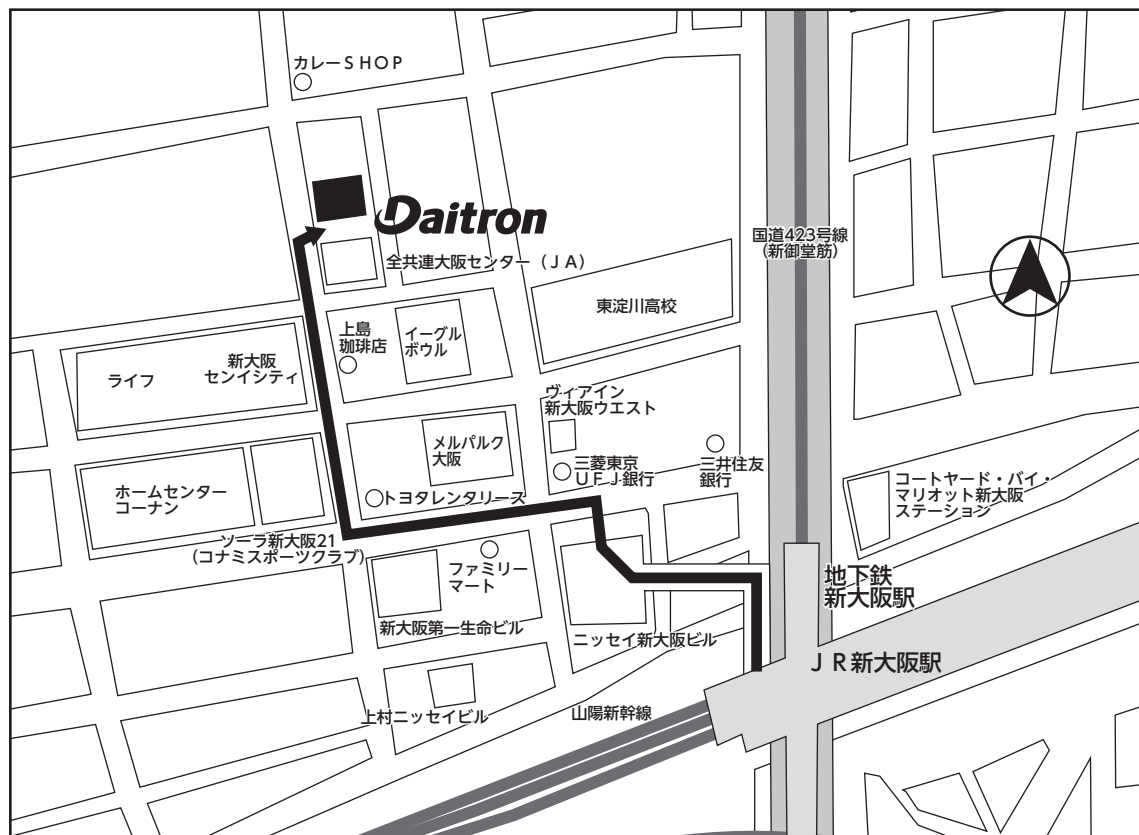 カレーＳＨＯＰ
Daitron
全共連大阪センター（ＪＡ）
国道423号線
（新御堂筋）
東淀川高校
上島
珈琲店
イーグル
ボウル
ライフ
新大阪
センイシティ
ヴィアイン
新大阪ウエスト
メルパルク
大阪
三菱東京
ＵＦＪ銀行
三井住友
銀行
ホームセンター
コーナン
トヨタレンタリース
コートヤード・バイ・
マリオット新大阪
ステーション
ソーラ新大阪21
（コナミスポーツクラブ）
ファミリー
マート
地下鉄
新大阪駅
新大阪第一生命ビル
ニッセイ新大阪ビル
ＪＲ新大阪駅
上村ニッセイビル
山陽新幹線